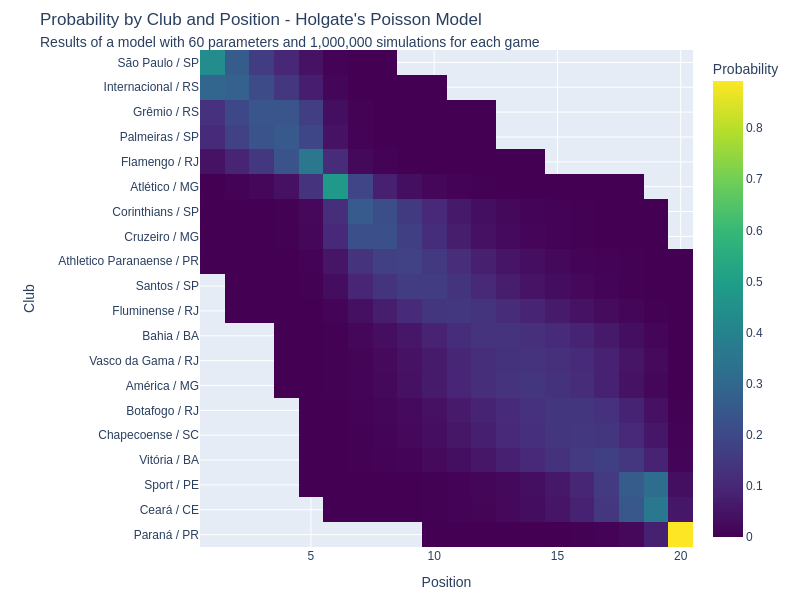 Probability by Club and Position - Holgate's Poisson Model
Results of a model with 60 parameters and 1,000,000 simulations for each game
Probability
São Paulo / SP
Internacional / RS
Grêmio / RS
Palmeiras / SP
Flamengo / RJ
Atlético / MG
Corinthians / SP
Cruzeiro / MG
Athletico Paranaense / PR
Santos / SP
Fluminense / RJ
Bahia / BA
Vasco da Gama / RJ
América / MG
Botafogo / RJ
Chapecoense / SC
Vitória / BA
Sport / PE
Ceará / CE
Paraná / PR
Club
5
10
15
20
Position
0.8
0.7
0.6
0.5
0.4
0.3
0.2
0.1
0